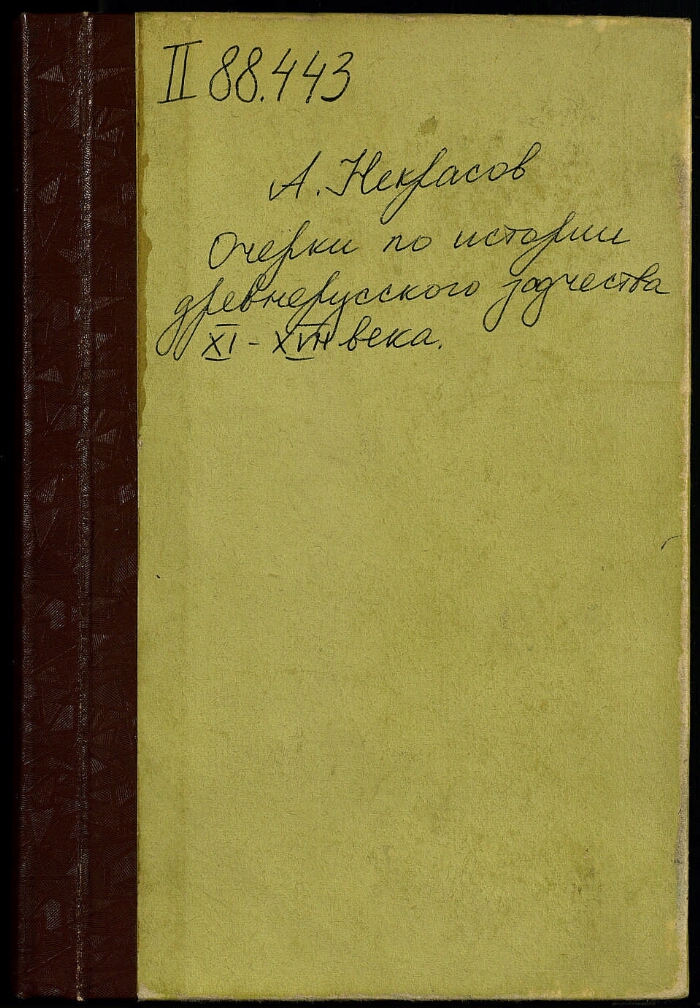 II 88.443
А. Некрасов
Очерки по истории
древнерусского зодчества
XI - XVII века.